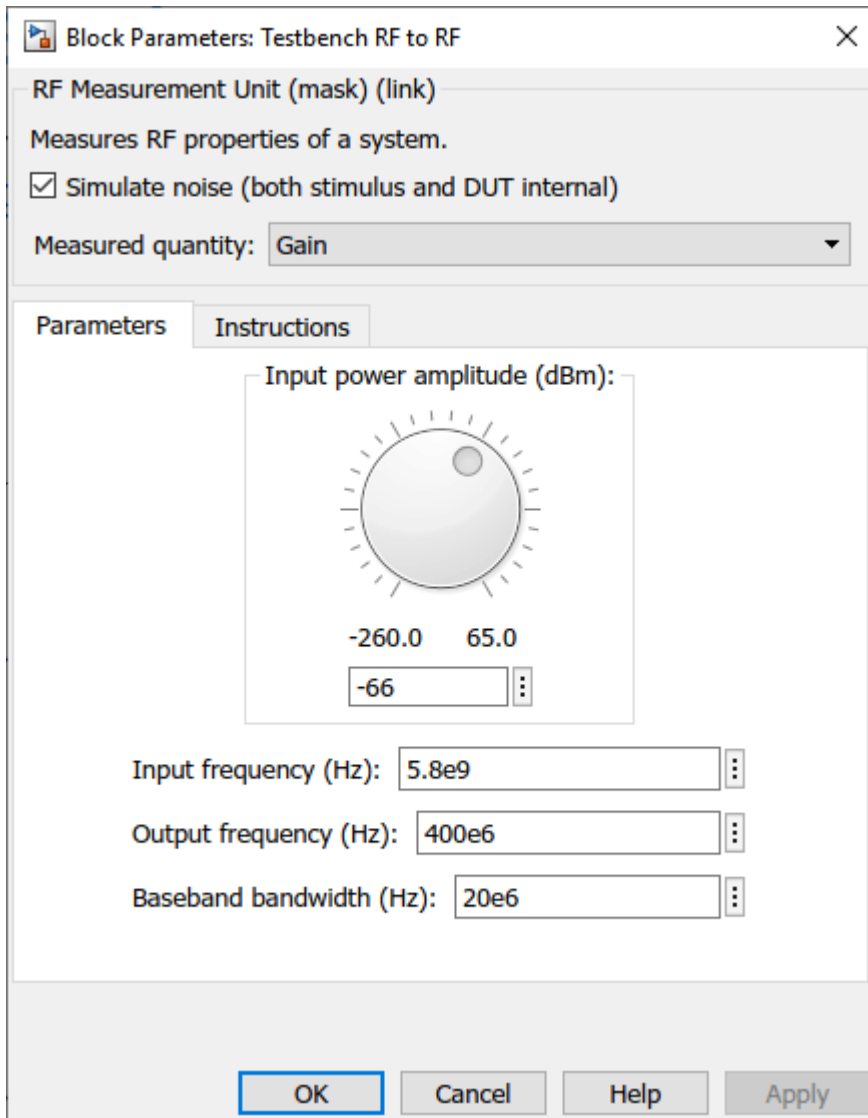 Block Parameters: Testbench RF to RF
RF Measurement Unit (mask) (link)
Measures RF properties of a system.
Simulate noise (both stimulus and DUT internal)
Measured quantity: Gain
Parameters Instructions
Input power amplitude (dBm):
-260.0 65.0
-66
Input frequency (Hz): 5.8e9
Output frequency (Hz): 400e6
Baseband bandwidth (Hz): 20e6
OK Cancel Help Apply